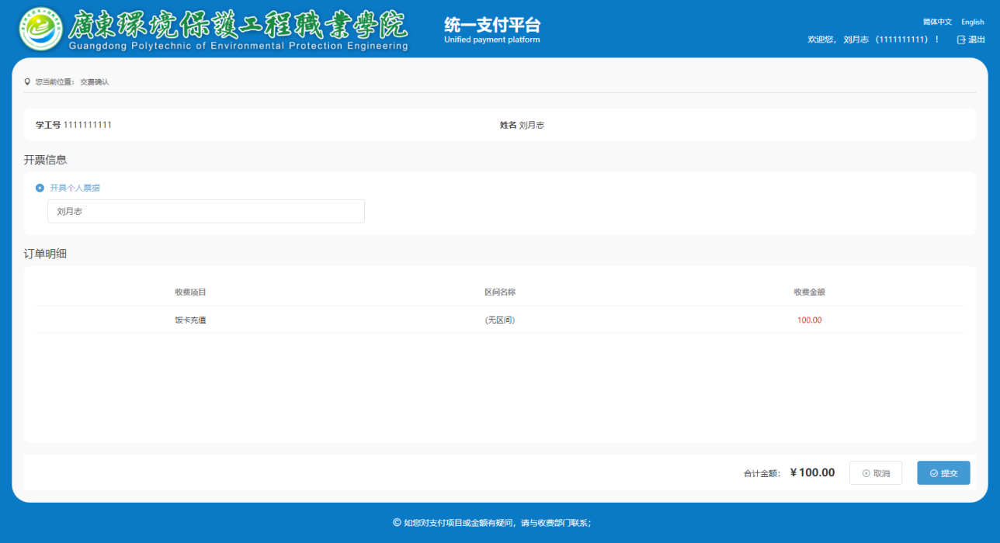 廣東環境保護工程職業學院
Guangdong Polytechnic of Environmental Protection Engineering
统一支付平台
Unified payment platform
简体中文 English
欢迎您, 刘月志 (1111111111) ! 退出
您当前位置: 交费确认
学工号 1111111111 姓名 刘月志
开票信息
开具个人票据
刘月志
订单明细
收费项目 区间名称 收费金额
饭卡充值 (无区间) 100.00
合计金额: ¥100.00 取消 提交
© 如您对支付项目或金额有疑问, 请与收费部门联系;